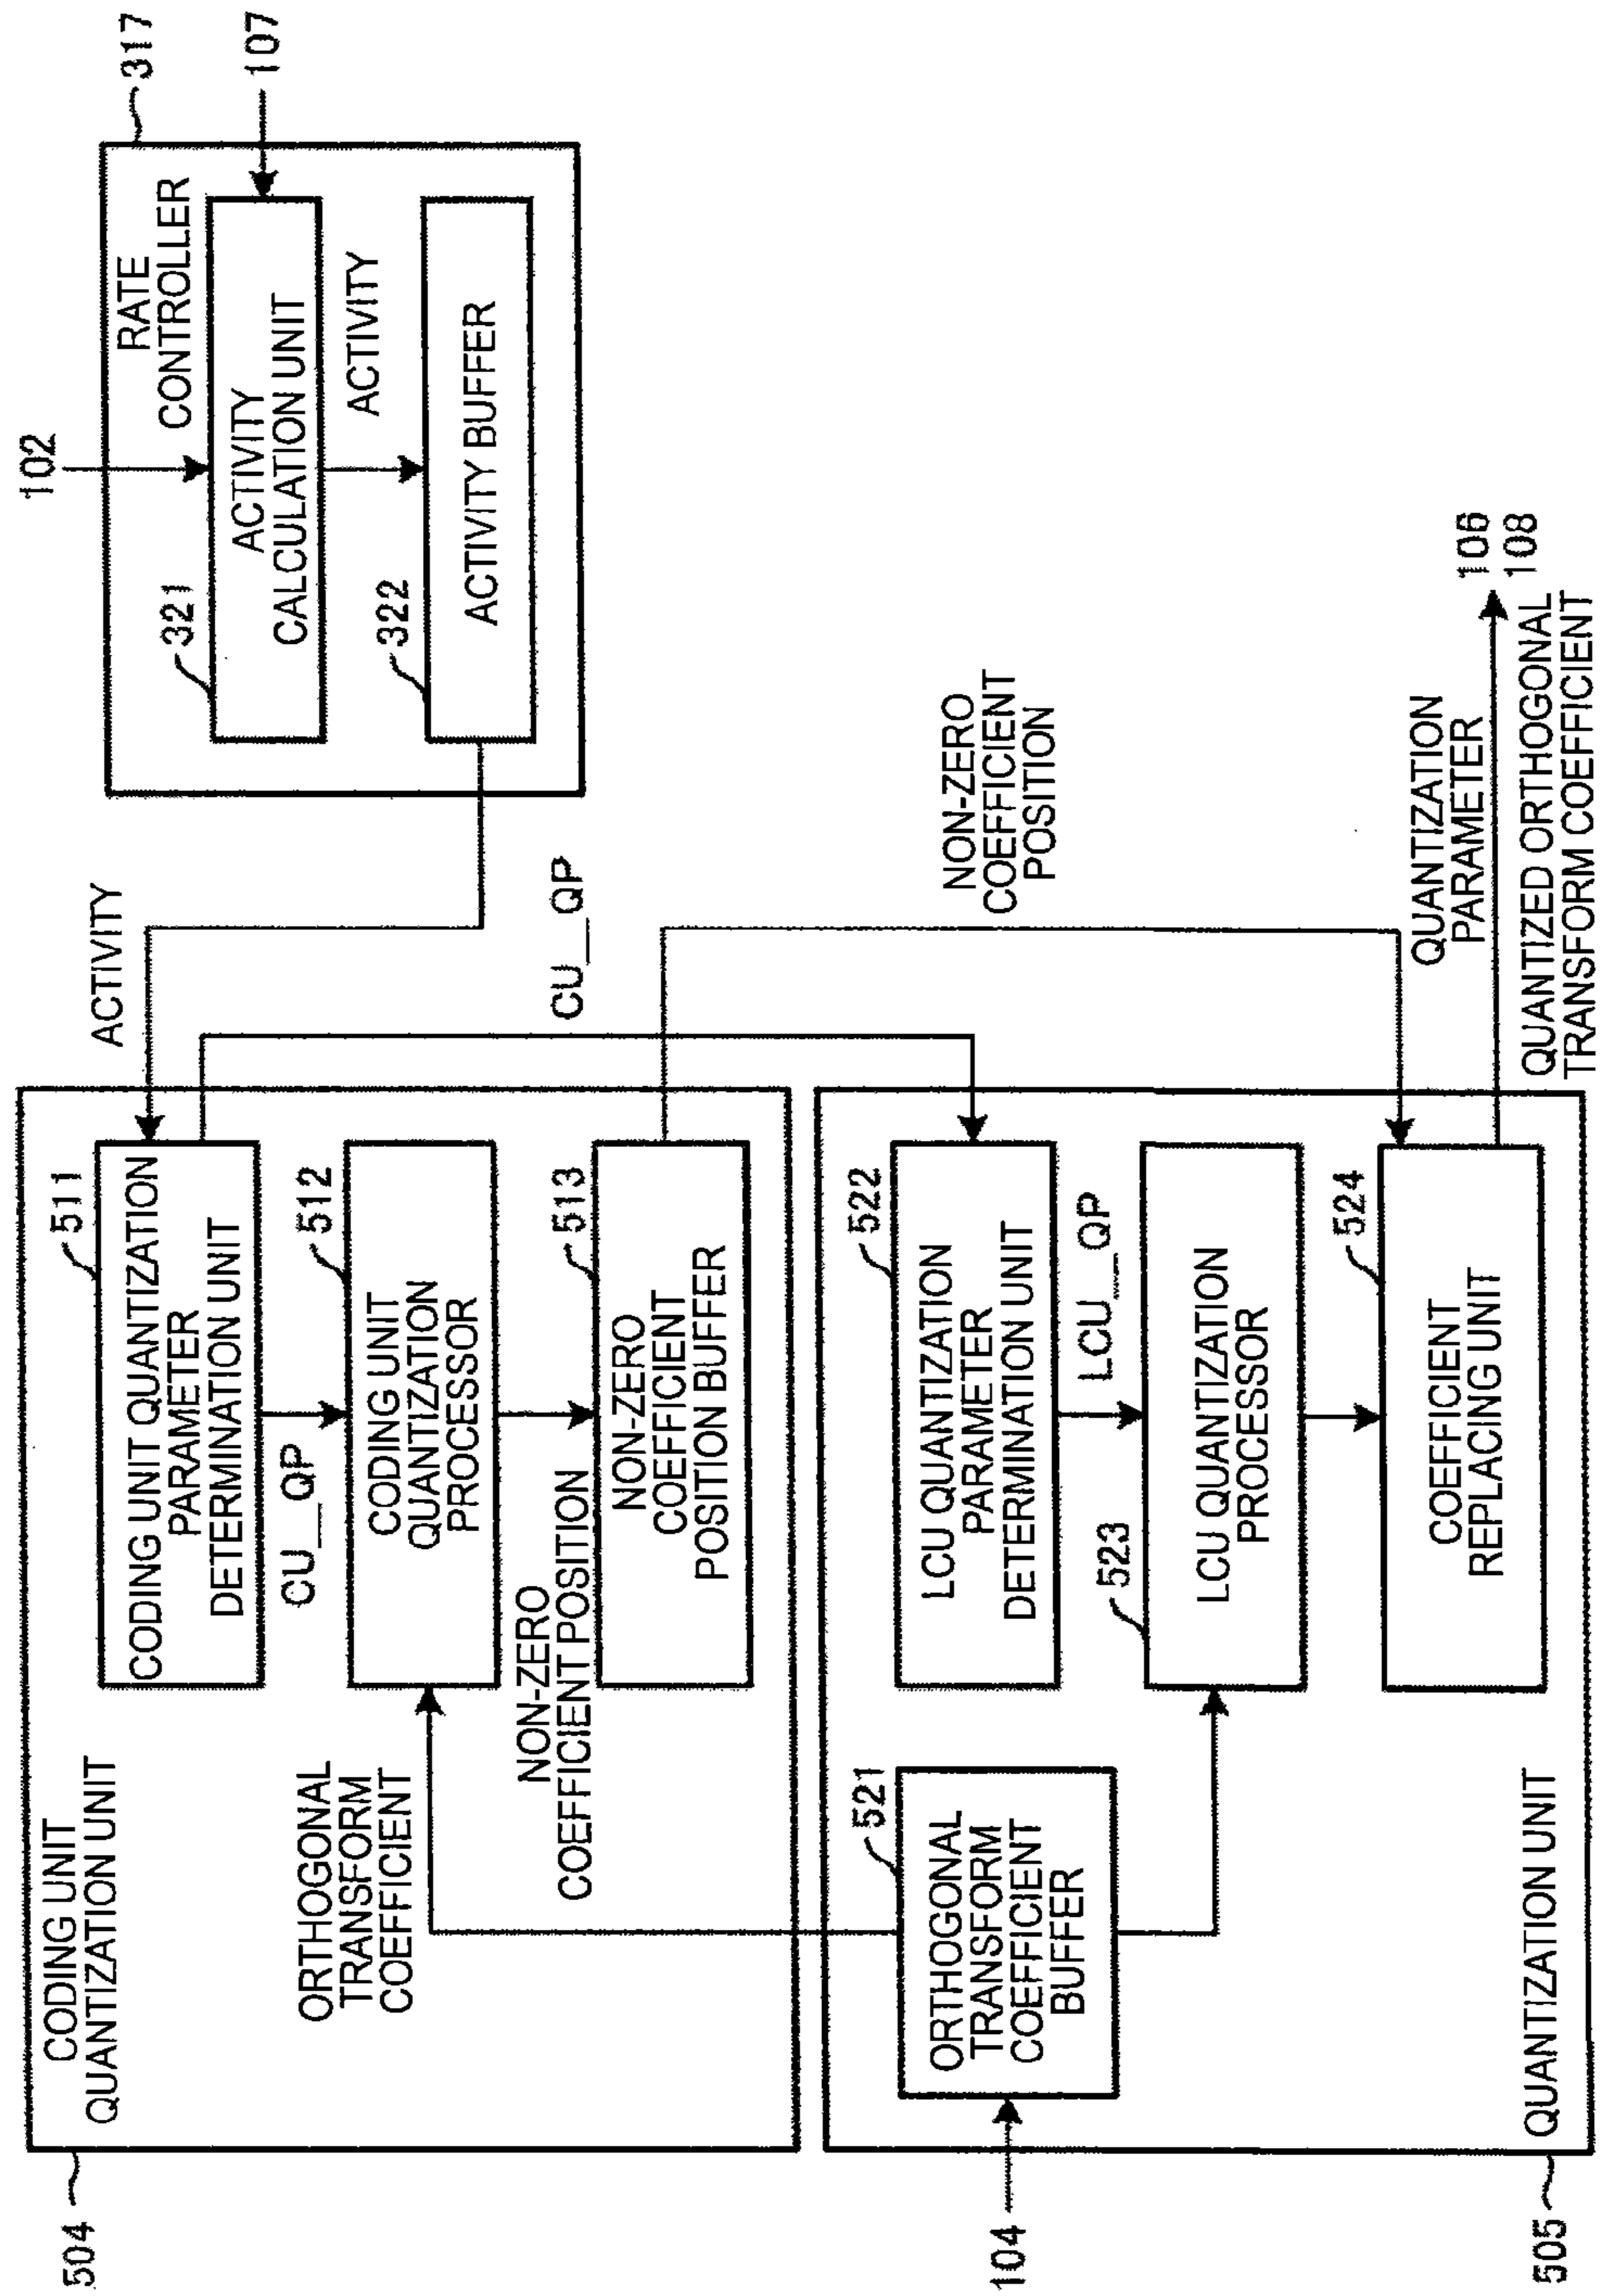 504
CODING UNIT
QUANTIZATION UNIT
511
CODING UNIT QUANTIZATION
PARAMETER
DETERMINATION UNIT
CU_QP
ORTHOGONAL
TRANSFORM
COEFFICIENT
512
CODING UNIT
QUANTIZATION
PROCESSOR
NON-ZERO
COEFFICIENT POSITION
513
NON-ZERO
COEFFICIENT
POSITION BUFFER
ACTIVITY
CU_QP
102
317
RATE
CONTROLLER
107
321
ACTIVITY
CALCULATION UNIT
ACTIVITY
322
ACTIVITY BUFFER
NON-ZERO
COEFFICIENT
POSITION
104
521
ORTHOGONAL
TRANSFORM
COEFFICIENT
BUFFER
522
LCU QUANTIZATION
PARAMETER
DETERMINATION UNIT
LCU_QP
523
LCU QUANTIZATION
PROCESSOR
524
COEFFICIENT
REPLACING UNIT
QUANTIZATION
PARAMETER
106
108
QUANTIZED ORTHOGONAL
TRANSFORM COEFFICIENT
505
QUANTIZATION UNIT